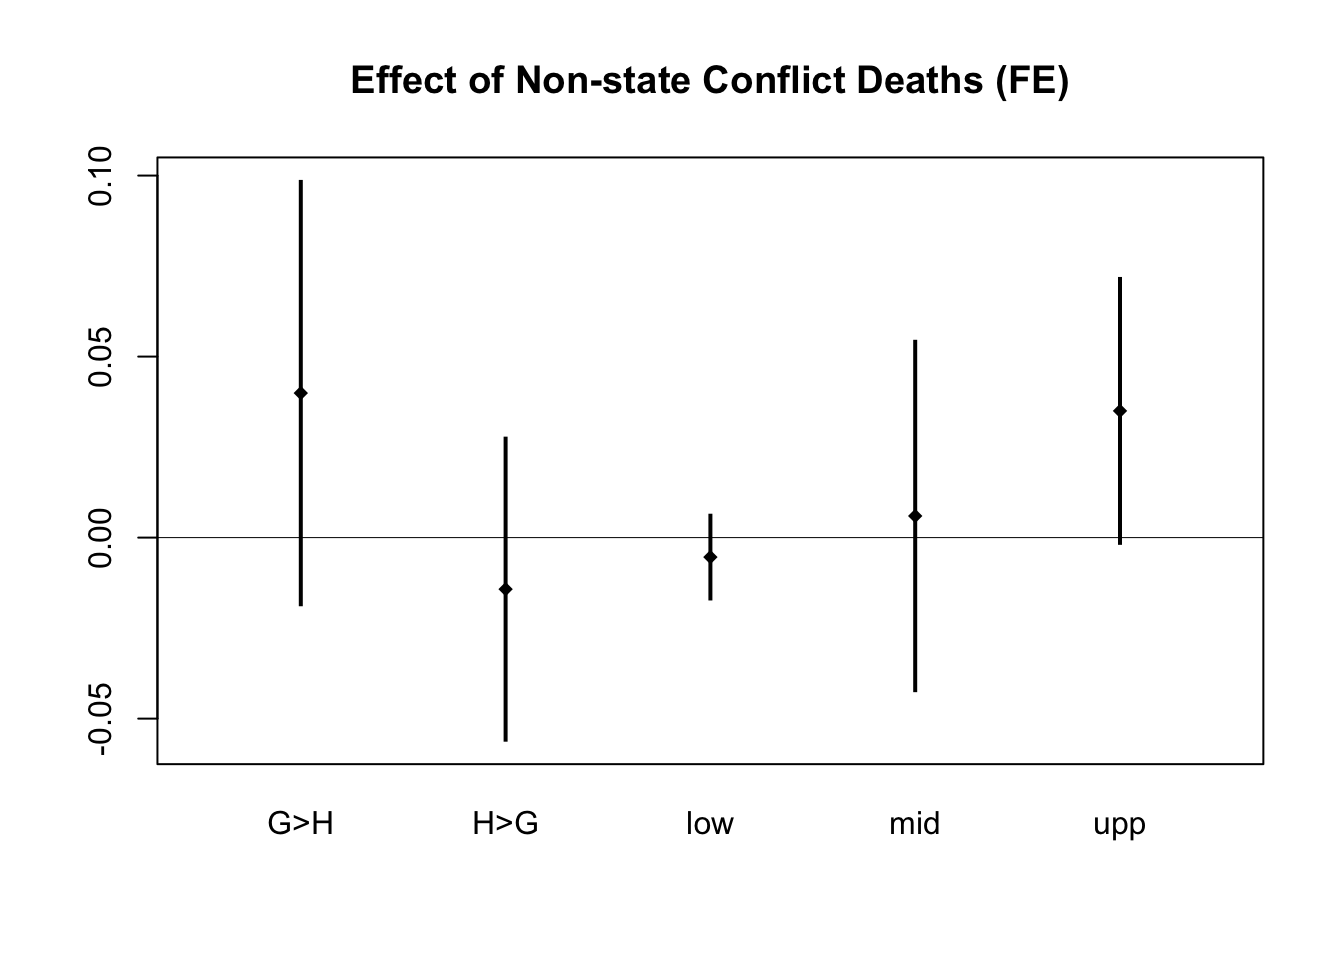 Effect of Non-state Conflict Deaths (FE)
0.10
0.05
0.00
-0.05
G>H H>G low mid upp